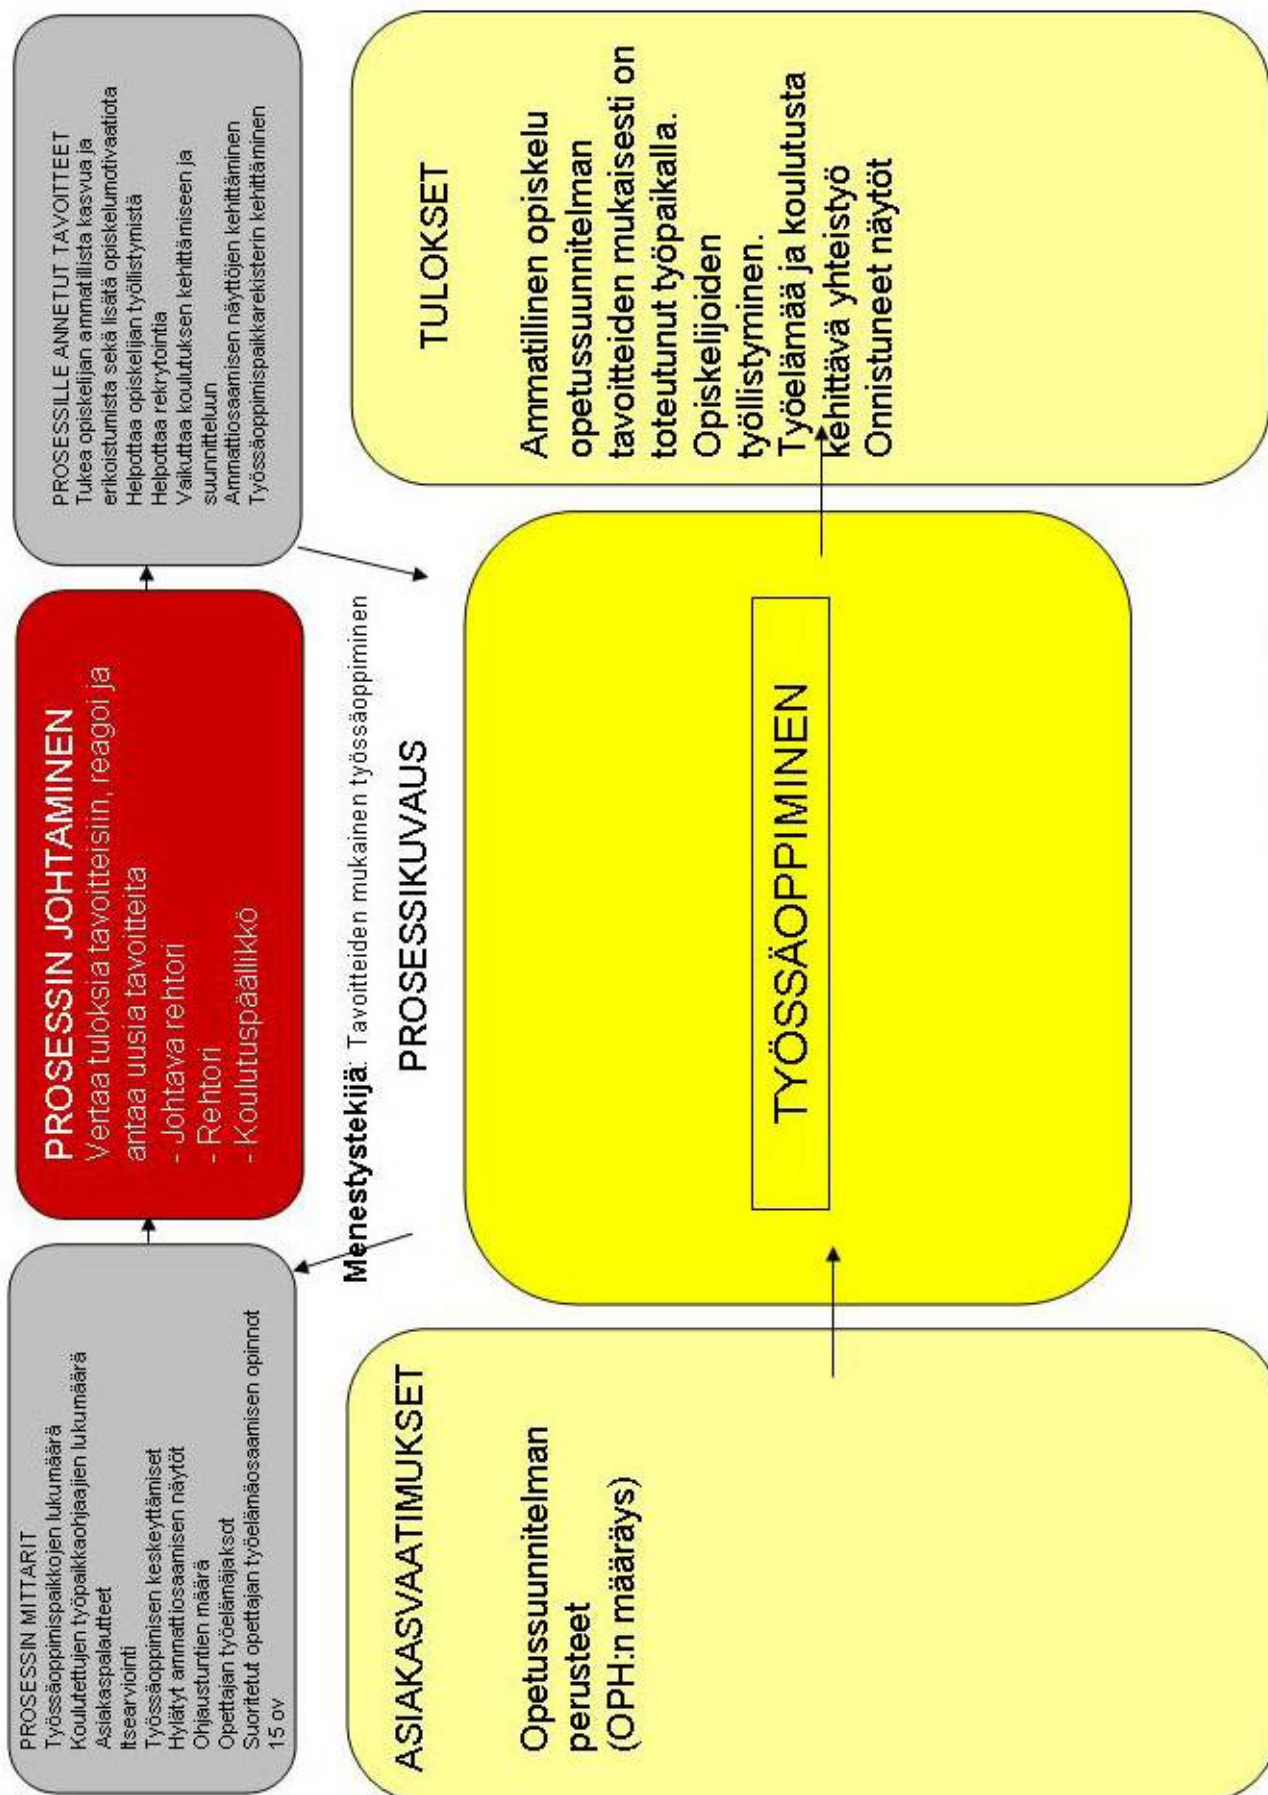 PROSESSIN MITTARIT
Työssäoppimispaikkojen lukumäärä
Koulutettujen työpaikkaohjaajien lukumäärä
Asiakaspalautteet
Itsearviointi
Työssäoppimisen keskeyttämiset
Hylätyt ammattiosaamisen näytöt
Ohjaustuntien määrä
Opettajan työelämäjaksot
Suoritetut opettajan työelämäosaamisen opinnot
15 ov
PROSESSIN JOHTAMINEN
Vertaa tuloksia tavoitteisiin, reagoi ja
antaa uusia tavoitteita
- Johtava rehtori
- Rehtori
- Koulutuspäällikkö
PROSESSILLE ANNETUT TAVOITTEET
Tukea opiskelijan ammatillista kasvua ja
erikoistumista sekä lisätä opiskelumotivaatiota
Helpottaa opiskelijan työllistymistä
Helpottaa rekrytointia
Vaikuttaa koulutuksen kehittämiseen ja
suunnitteluun
Ammattiosaamisen näyttöjen kehittäminen
Työssäoppimispaikkarekisterin kehittäminen
Menestystekijä: Tavoitteiden mukainen työssäoppiminen
PROSESSIKUVAUS
ASIAKASVAATIMUKSET
Opetussuunnitelman
perusteet
(OPH:n määräys)
TYÖSSÄOPPIMINEN
TULOKSET
Ammatillinen opiskelu
opetussuunnitelman
tavoitteiden mukaisesti on
toteutunut työpaikalla.
Opiskelijoiden
työllistyminen.
Työelämää ja koulutusta
kehittävä yhteistyö
Onnistuneet näytöt